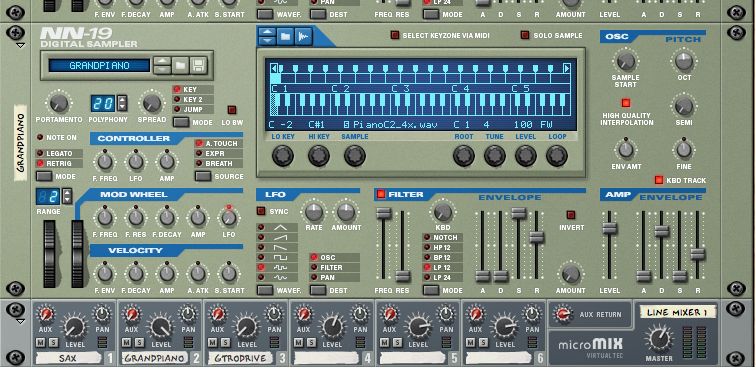 F. ENV F.DECAY AMP A. ATK S. START
WAVEF. DEST
PAN
LP 24
FREQ RES MODE A D S R AMOUNT LEVEL A D S R
NN-19
DIGITAL SAMPLER
GRANDPIANO
SELECT KEYZONE VIA MIDI
SOLO SAMPLE
OSC PITCH
SAMPLE START
OCT
C 1 C 2 C 3 C 4 C 5
C -2 C#1 PianoC2_4x.wav C 1 4 100 FW
LO KEY HI KEY SAMPLE ROOT TUNE LEVEL LOOP
PORTAMENTO
20
POLYPHONY
SPREAD
KEY
KEY 2
JUMP
MODE
LO BW
GRANDPIANO
HIGH QUALITY
INTERPOLATION
SEMI
NOTE ON
LEGATO
RETRIG
MODE
CONTROLLER
F. FREQ LFO AMP
A. TOUCH
EXPR
BREATH
SOURCE
ENV AMT
FINE
KBD TRACK
2
RANGE
MOD WHEEL
F. FREQ F. RES F.DECAY AMP LFO
VELOCITY
F. ENV F.DECAY AMP A. ATK S. START
LFO
SYNC
RATE AMOUNT
OSC
FILTER
PAN
WAVEF. DEST
FILTER ENVELOPE
KBD
NOTCH
HP 12
BP 12
LP 12
LP 24
FREQ RES MODE
INVERT
A D S R AMOUNT
AMP ENVELOPE
LEVEL A D S R
AUX PAN M S LEVEL SAX 1
AUX PAN M S LEVEL GRANDPIANO 2
AUX PAN M S LEVEL GTRODRIVE 3
AUX PAN M S LEVEL 4
AUX PAN M S LEVEL 5
AUX PAN M S LEVEL 6
AUX RETURN
LINE MIXER 1
microMIX
VIRTUAL TEC
MASTER